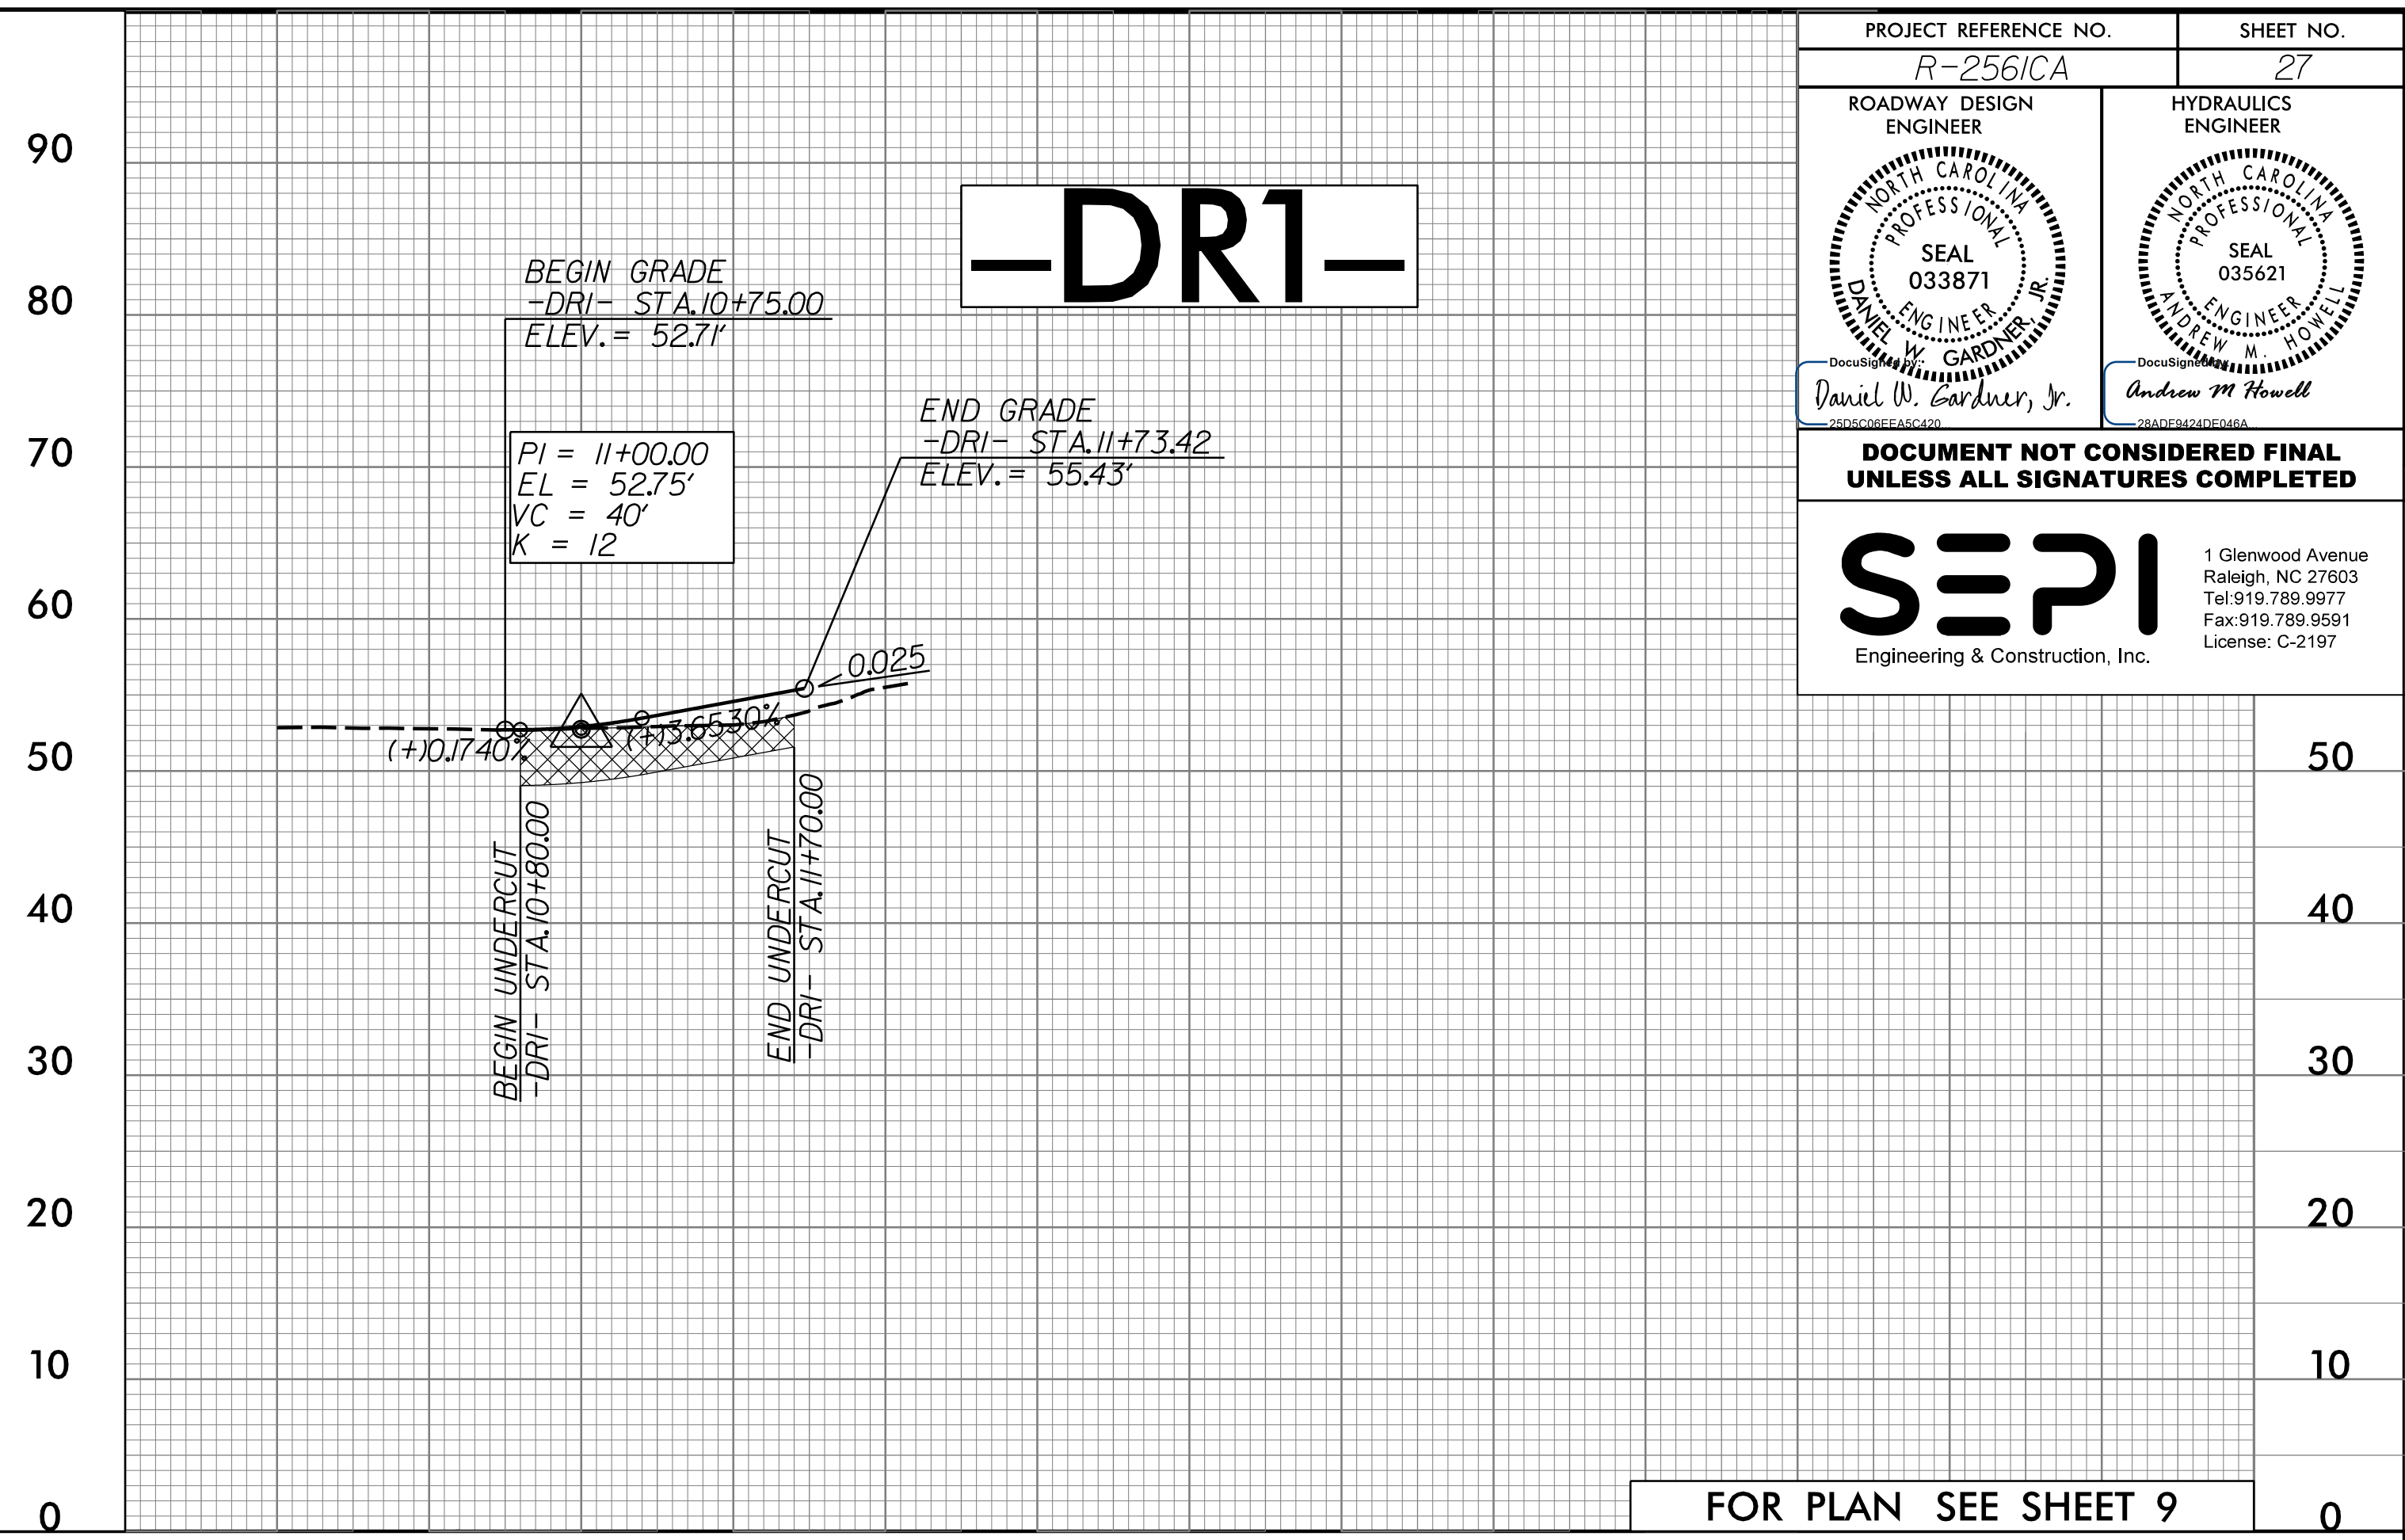 PROJECT REFERENCE NO.
SHEET NO.
R-2561CA
27
ROADWAY DESIGN
ENGINEER
HYDRAULICS
ENGINEER
NORTH CAROLINA
PROFESSIONAL
SEAL
033871
ENGINEER
DANIEL W. GARDNER, JR.
NORTH CAROLINA
PROFESSIONAL
SEAL
035621
ENGINEER
ANDREW M. HOWELL
DocuSigned by:
Daniel W. Gardner, Jr.
25D5C06EEA5C420...
DocuSigned by:
Andrew M Howell
28ADF9424DE046A...
DOCUMENT NOT CONSIDERED FINAL
UNLESS ALL SIGNATURES COMPLETED
SEPI
Engineering & Construction, Inc.
1 Glenwood Avenue
Raleigh, NC 27603
Tel:919.789.9977
Fax:919.789.9591
License: C-2197
-DR1-
BEGIN GRADE
-DR1- STA.10+75.00
ELEV. = 52.71'
PI = 11+00.00
EL = 52.75'
VC = 40'
K = 12
END GRADE
-DR1- STA.11+73.42
ELEV. = 55.43'
0.025
(+)0.1740%
(+)3.6530%
BEGIN UNDERCUT
-DR1- STA.10+80.00
END UNDERCUT
-DR1- STA.11+70.00
90
80
70
60
50
40
30
20
10
0
50
40
30
20
10
0
FOR PLAN SEE SHEET 9